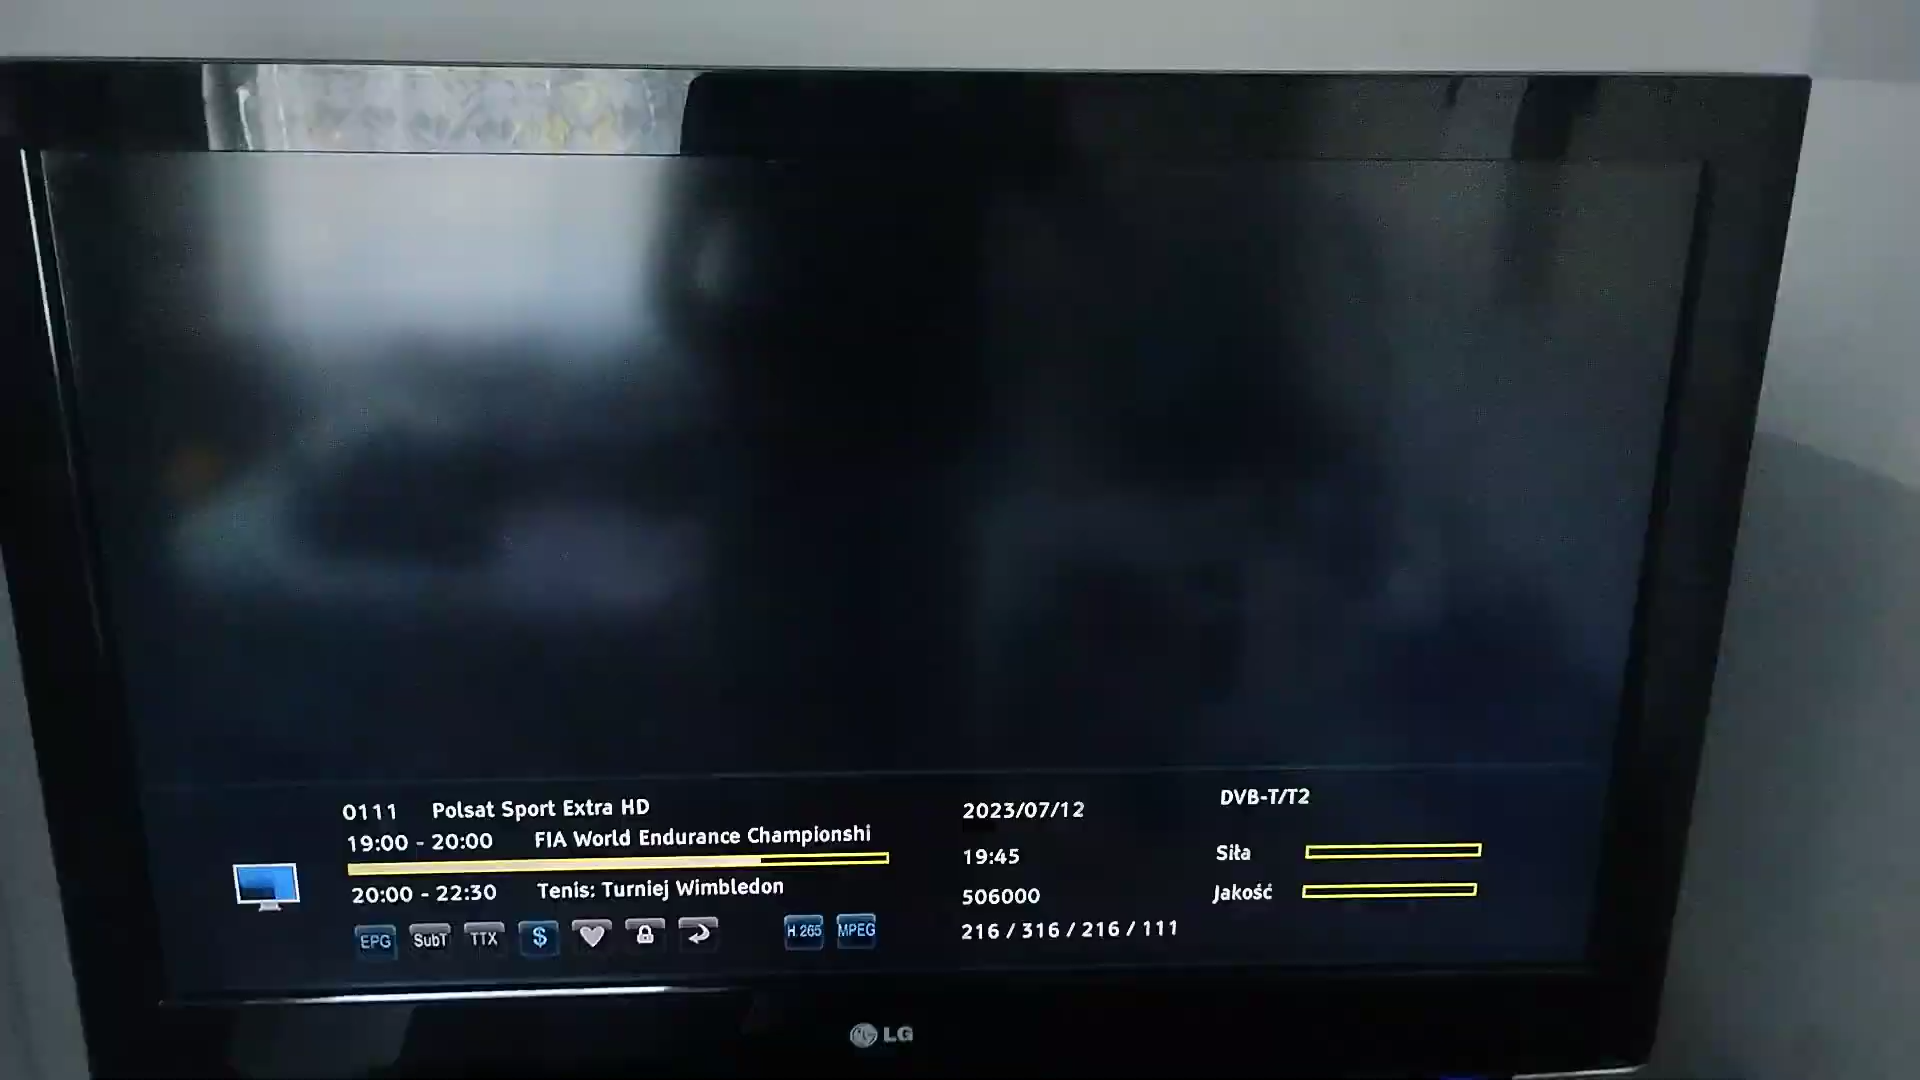 0111 Polsat Sport Extra HD
19:00 - 20:00 FIA World Endurance Championshi
20:00 - 22:30 Tenis: Turniej Wimbledon
EPG SubT TTX $ H 265 MPEG
2023/07/12
19:45
506000
216 / 316 / 216 / 111
DVB-T/T2
Siła
Jakość
LG